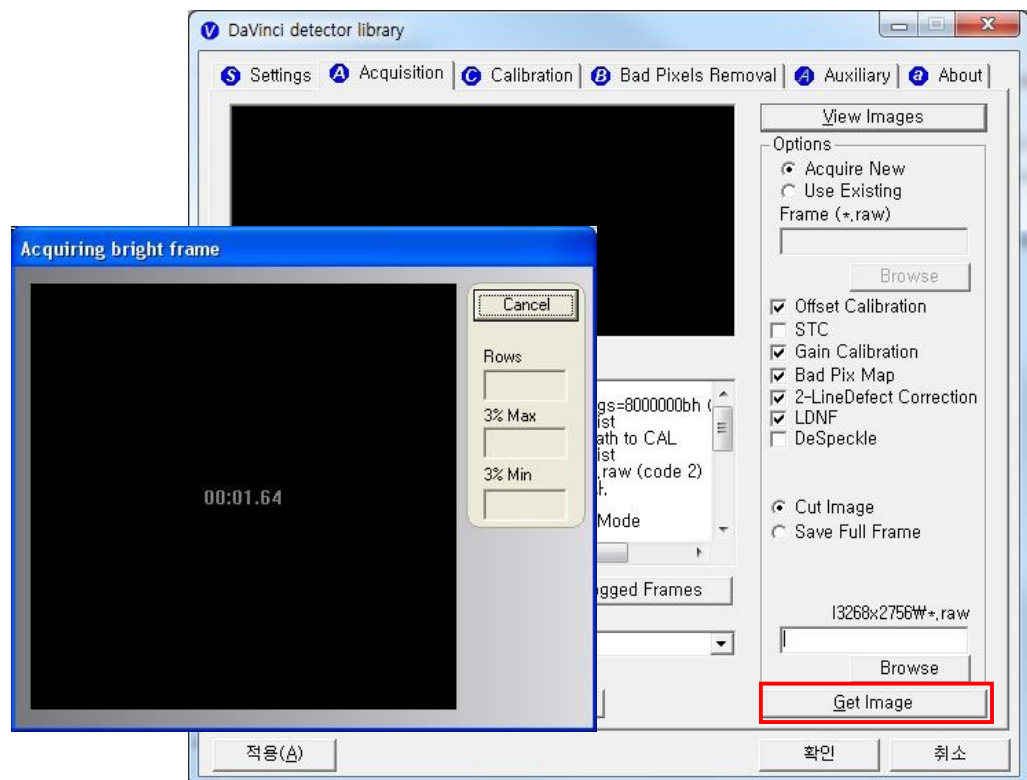 DaVinci detector library
Settings Acquisition Calibration Bad Pixels Removal Auxiliary About
View Images
Options
Acquire New
Use Existing
Frame (*.raw)
Browse
Offset Calibration
STC
Gain Calibration
Bad Pix Map
2-LineDefect Correction
LDNF
DeSpeckle
Cut Image
Save Full Frame
I3268x2756₩*.raw
Browse
Get Image
Acquiring bright frame
00:01.64
Cancel
Rows
3% Max
3% Min
gs=8000000bh (
ist
ath to CAL
ist
.raw (code 2)
Mode
gged Frames
적용(A)
확인
취소